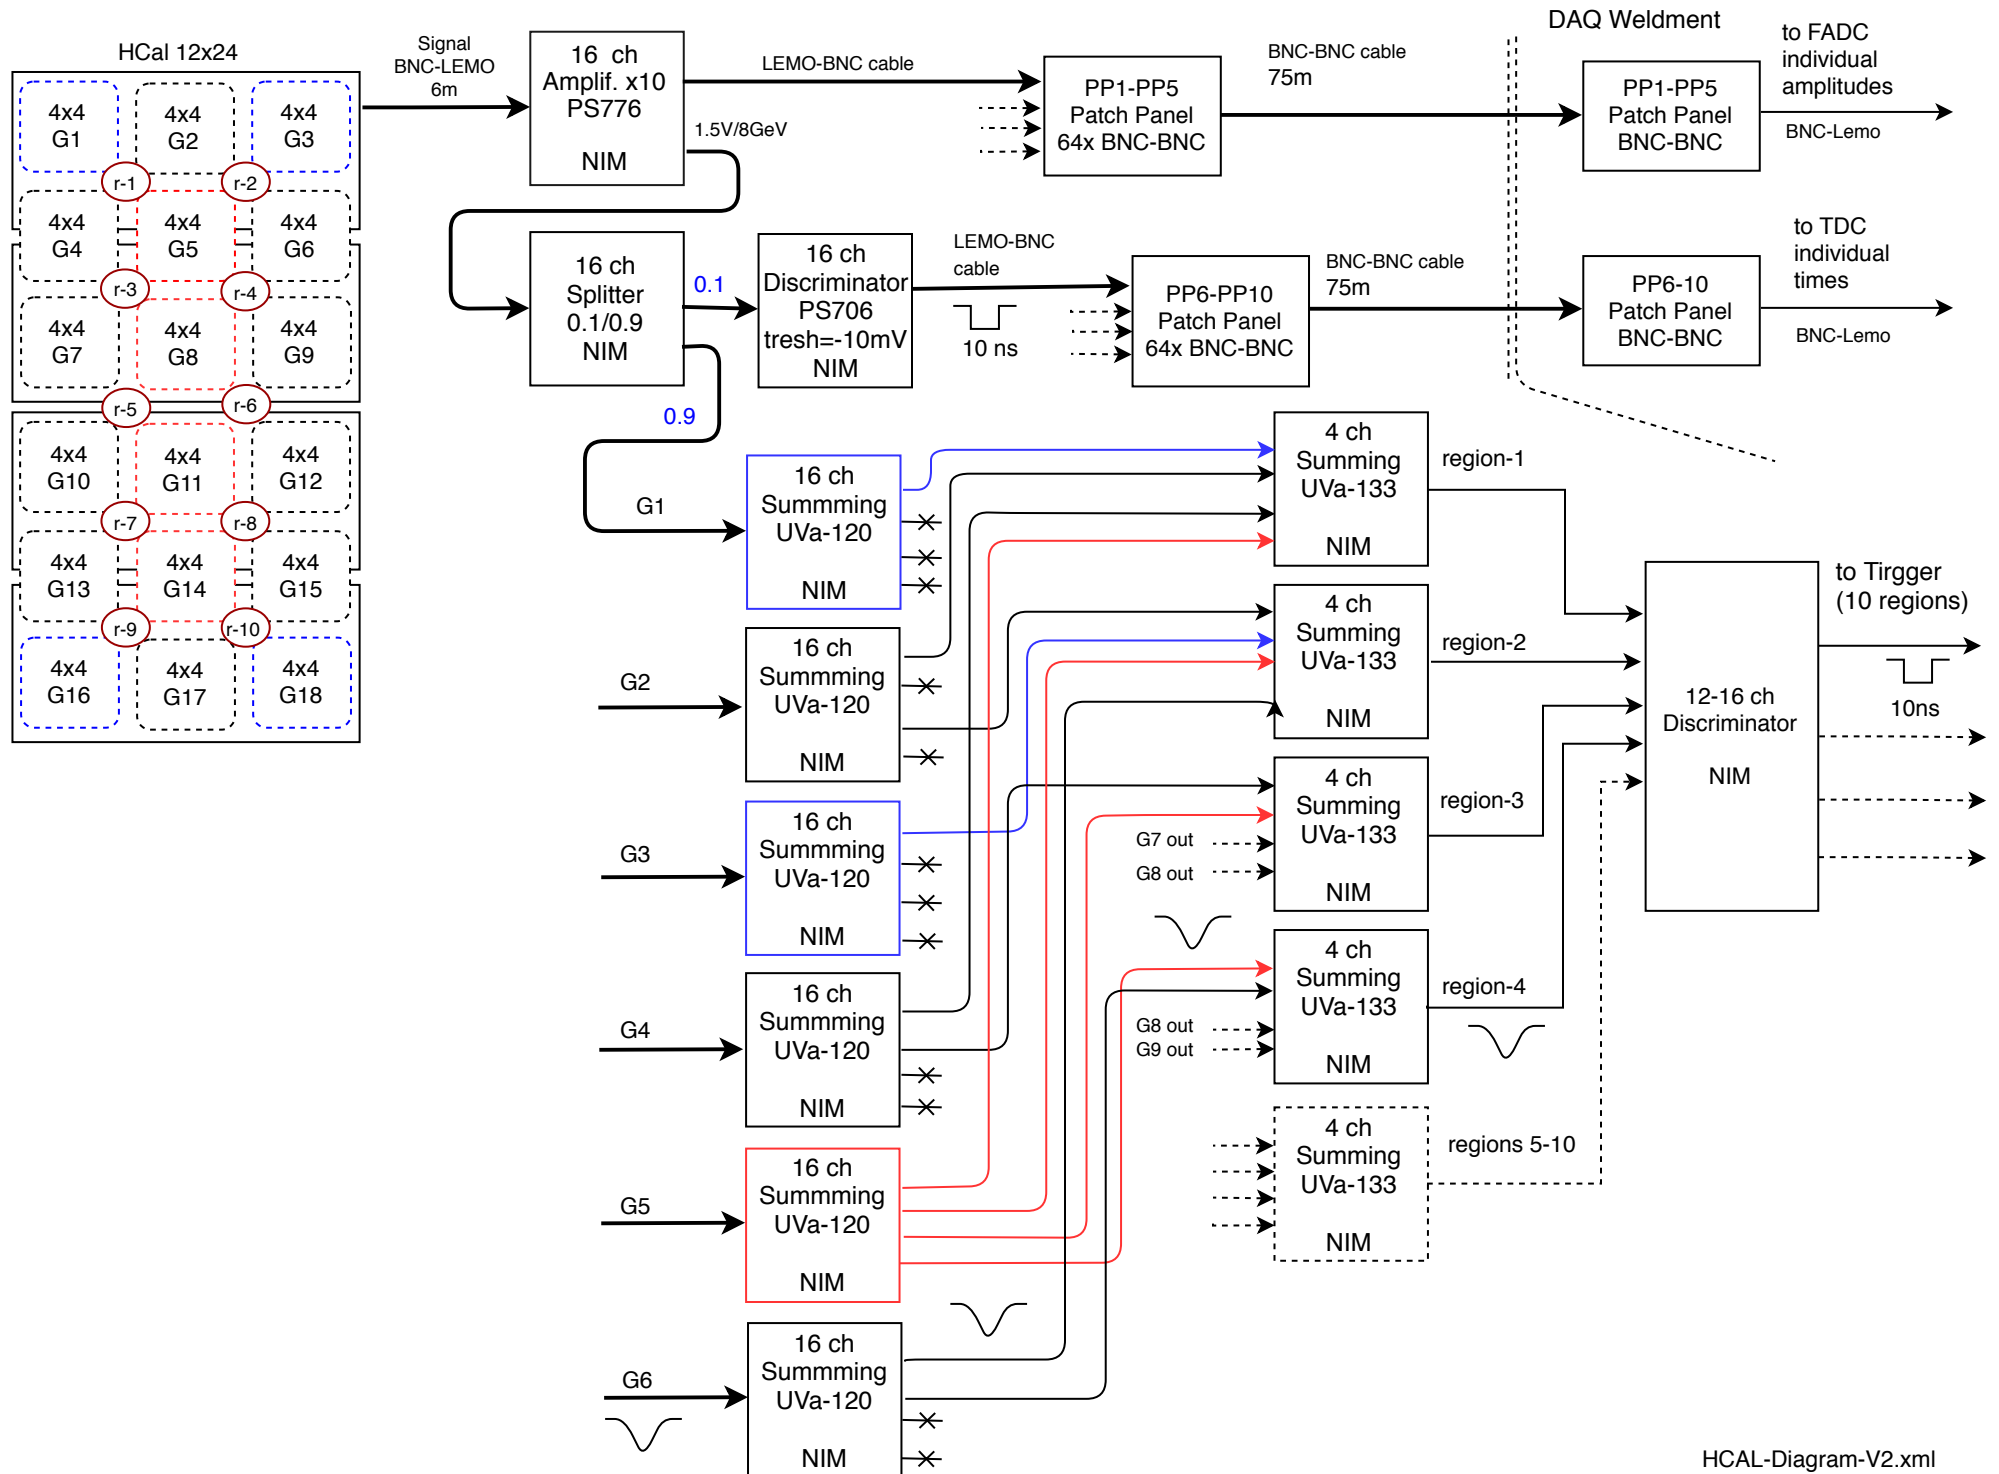 HCal 12x24
4x4
G1
4x4
G2
4x4
G3
r-1
r-2
4x4
G4
4x4
G5
4x4
G6
r-3
r-4
4x4
G7
4x4
G8
4x4
G9
r-5
r-6
4x4
G10
4x4
G11
4x4
G12
r-7
r-8
4x4
G13
4x4
G14
4x4
G15
r-9
r-10
4x4
G16
4x4
G17
4x4
G18
Signal
BNC-LEMO
6m
16 ch
Amplif. x10
PS776
NIM
LEMO-BNC cable
1.5V/8GeV
PP1-PP5
Patch Panel
64x BNC-BNC
BNC-BNC cable
75m
DAQ Weldment
PP1-PP5
Patch Panel
BNC-BNC
to FADC
individual
amplitudes
BNC-Lemo
16 ch
Splitter
0.1/0.9
NIM
0.1
0.9
16 ch
Discriminator
PS706
tresh=-10mV
NIM
LEMO-BNC
cable
10 ns
PP6-PP10
Patch Panel
64x BNC-BNC
BNC-BNC cable
75m
PP6-10
Patch Panel
BNC-BNC
to TDC
individual
times
BNC-Lemo
G1
16 ch
Summming
UVa-120
NIM
G2
16 ch
Summming
UVa-120
NIM
G3
16 ch
Summming
UVa-120
NIM
G4
16 ch
Summming
UVa-120
NIM
G5
16 ch
Summming
UVa-120
NIM
G6
16 ch
Summming
UVa-120
NIM
4 ch
Summing
UVa-133
NIM
region-1
4 ch
Summing
UVa-133
NIM
region-2
G7 out
G8 out
4 ch
Summing
UVa-133
NIM
region-3
G8 out
G9 out
4 ch
Summing
UVa-133
NIM
region-4
4 ch
Summing
UVa-133
NIM
regions 5-10
12-16 ch
Discriminator
NIM
to Tirgger
(10 regions)
10ns
HCAL-Diagram-V2.xml